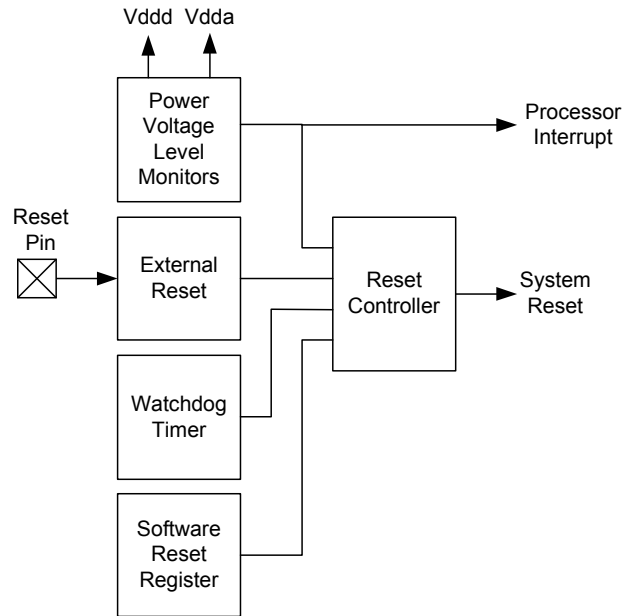 Vddd Vdda
Power
Voltage
Level
Monitors
Processor
Interrupt
Reset
Pin
External
Reset
Reset
Controller
System
Reset
Watchdog
Timer
Software
Reset
Register